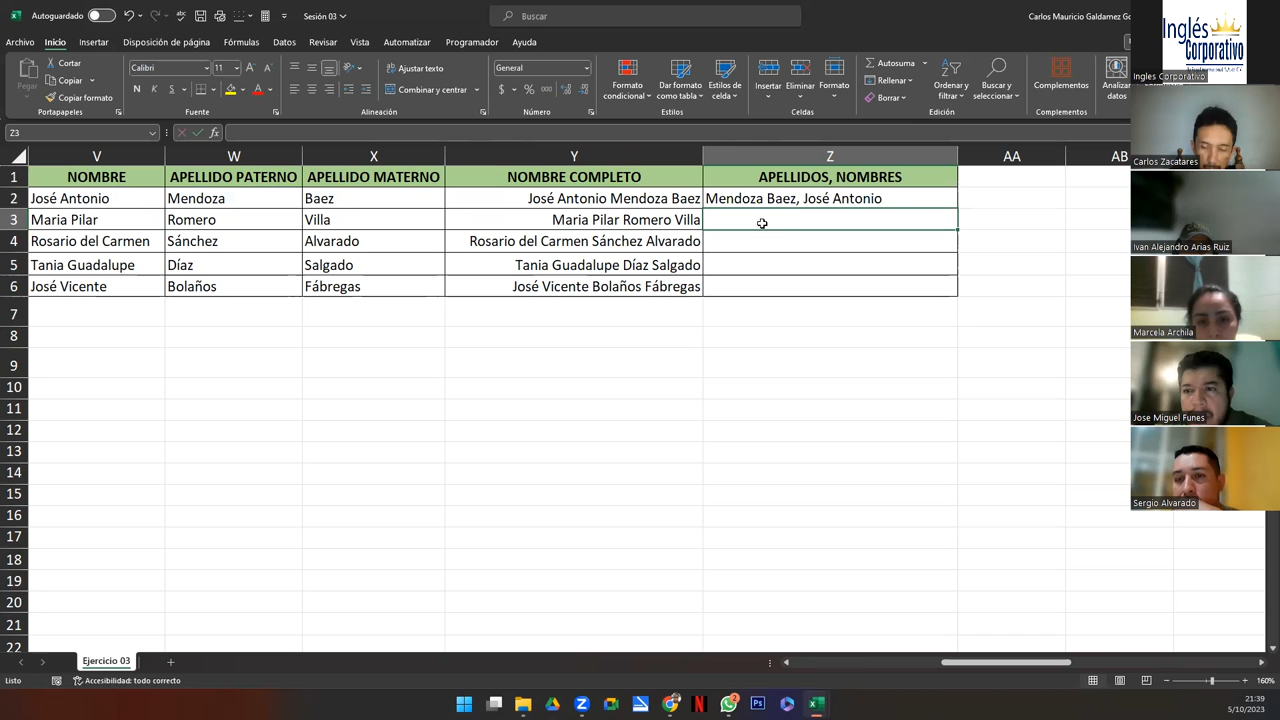 Autoguardado
Sesión 03
Buscar
Carlos Mauricio Galdamez Go
Archivo Inicio Insertar Disposición de página Fórmulas Datos Revisar Vista Automatizar Programador Ayuda
Pegar
Cortar
Copiar
Copiar formato
Portapapeles
Calibri 11
N K S
Fuente
Ajustar texto
Combinar y centrar
Alineación
General
$ % 000
Número
Formato condicional
Dar formato como tabla
Estilos de celda
Estilos
Insertar Eliminar Formato
Celdas
Autosuma
Rellenar
Borrar
Ordenar y filtrar
Buscar y seleccionar
Edición
Complementos
Complementos
Analizar datos
Z3
fx
V W X Y Z AA AB
1 NOMBRE APELLIDO PATERNO APELLIDO MATERNO NOMBRE COMPLETO APELLIDOS, NOMBRES
2 José Antonio Mendoza Baez José Antonio Mendoza Baez Mendoza Baez, José Antonio
3 Maria Pilar Romero Villa Maria Pilar Romero Villa
4 Rosario del Carmen Sánchez Alvarado Rosario del Carmen Sánchez Alvarado
5 Tania Guadalupe Díaz Salgado Tania Guadalupe Díaz Salgado
6 José Vicente Bolaños Fábregas José Vicente Bolaños Fábregas
7
8
9
10
11
12
13
14
15
16
17
18
19
20
21
22
Ejercicio 03
Listo
Accesibilidad: todo correcto
160%
21:39
5/10/2023
Inglés
Corporativo
Ingles Corporativo
Carlos Zacatares
Ivan Alejandro Arias Ruiz
Marcela Archila
Jose Miguel Funes
Sergio Alvarado